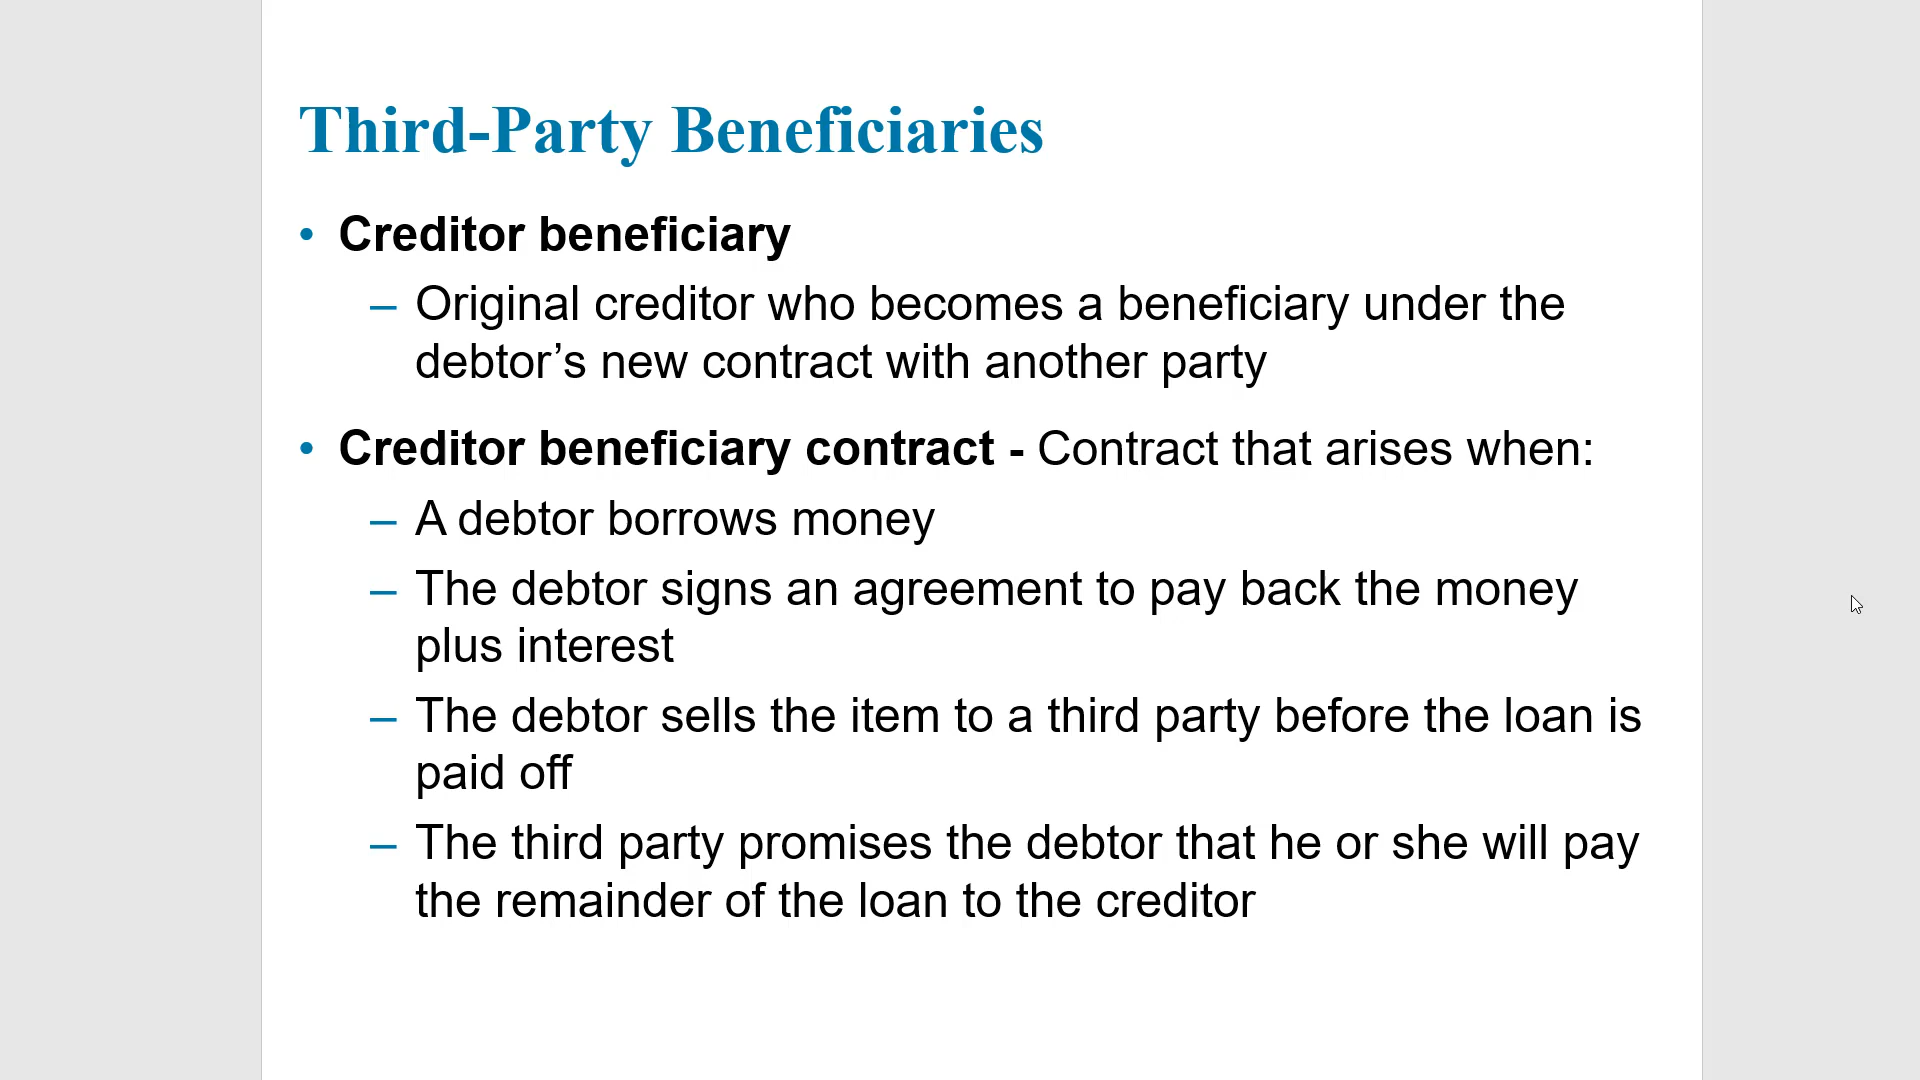 Third-Party Beneficiaries
• Creditor beneficiary
– Original creditor who becomes a beneficiary under the
debtor’s new contract with another party
• Creditor beneficiary contract - Contract that arises when:
– A debtor borrows money
– The debtor signs an agreement to pay back the money
plus interest
– The debtor sells the item to a third party before the loan is
paid off
– The third party promises the debtor that he or she will pay
the remainder of the loan to the creditor